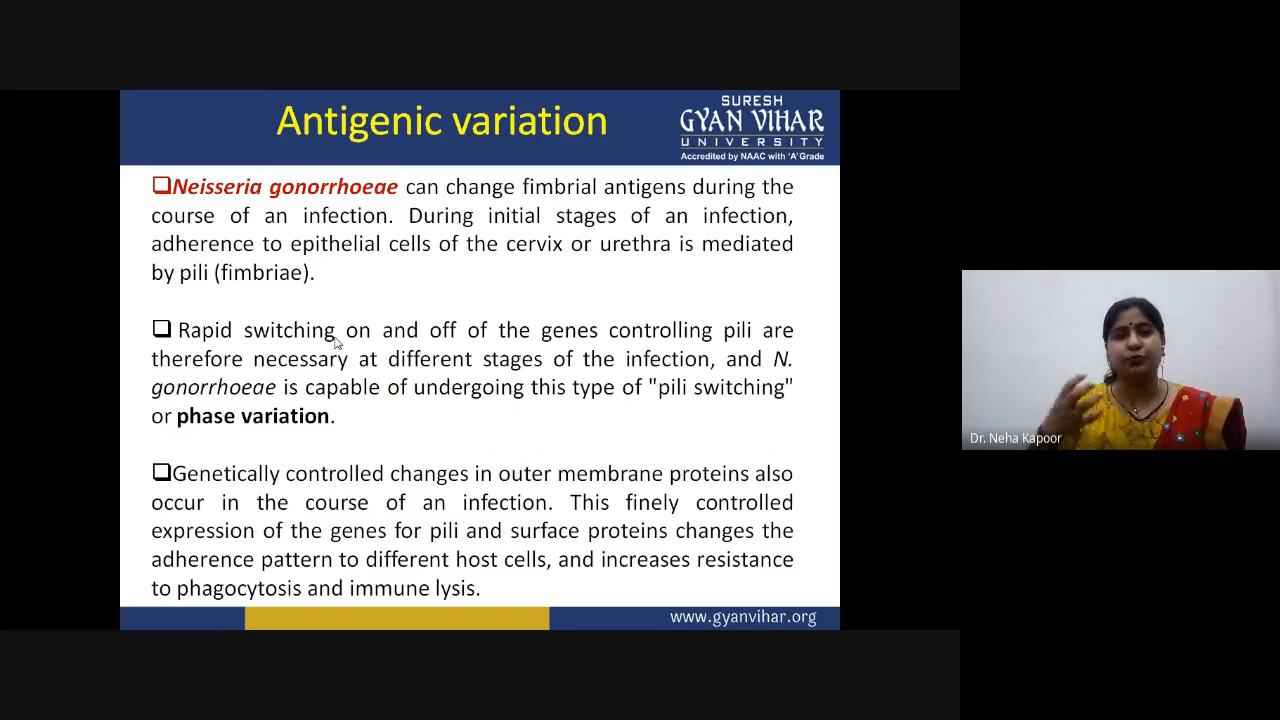 Antigenic variation
SURESH
GYAN VIHAR
UNIVERSITY
Accredited by NAAC with 'A' Grade
Neisseria gonorrhoeae can change fimbrial antigens during the
course of an infection. During initial stages of an infection,
adherence to epithelial cells of the cervix or urethra is mediated
by pili (fimbriae).
Rapid switching on and off of the genes controlling pili are
therefore necessary at different stages of the infection, and N.
gonorrhoeae is capable of undergoing this type of "pili switching"
or phase variation.
Genetically controlled changes in outer membrane proteins also
occur in the course of an infection. This finely controlled
expression of the genes for pili and surface proteins changes the
adherence pattern to different host cells, and increases resistance
to phagocytosis and immune lysis.
www.gyanvihar.org
Dr. Neha Kapoor